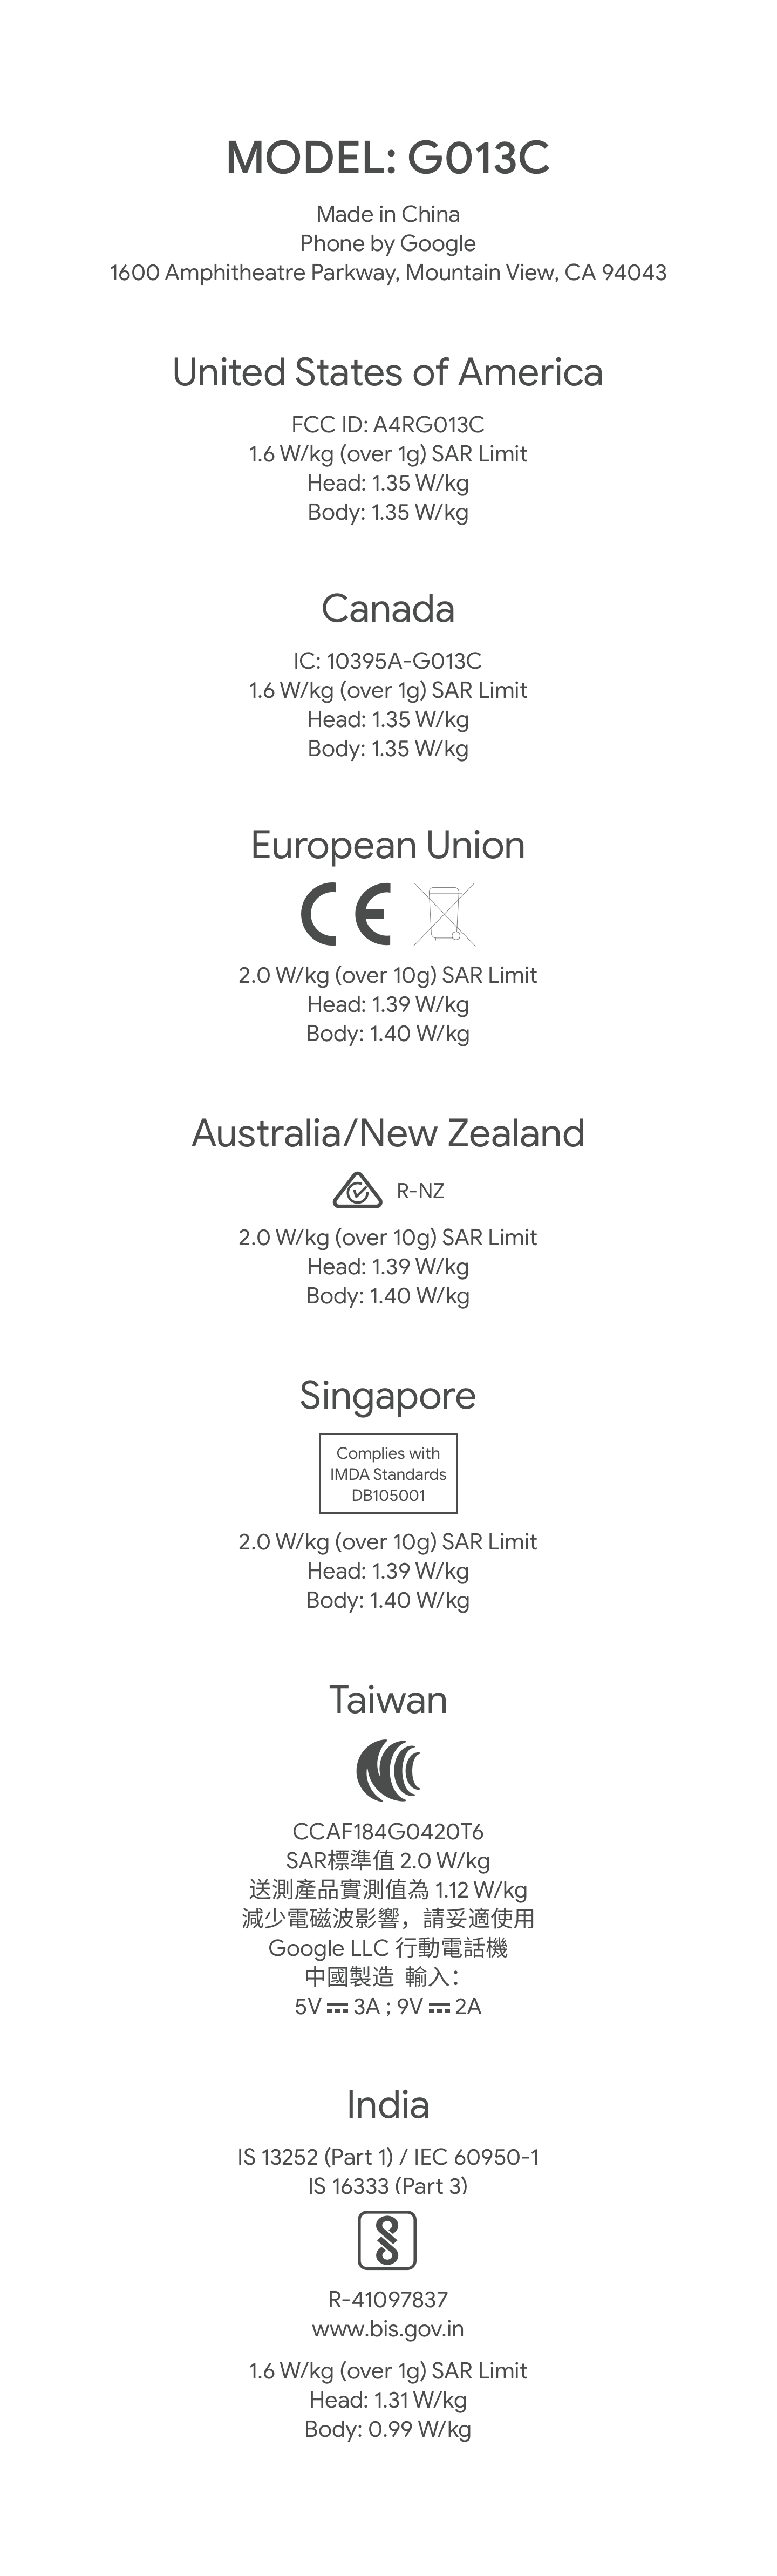 MODEL: G013C
Made in China
Phone by Google
1600 Amphitheatre Parkway, Mountain View, CA 94043
United States of America
FCC ID: A4RG013C
1.6 W/kg (over 1g) SAR Limit
Head: 1.35 W/kg
Body: 1.35 W/kg
Canada
IC: 10395A-G013C
1.6 W/kg (over 1g) SAR Limit
Head: 1.35 W/kg
Body: 1.35 W/kg
European Union
CE
2.0 W/kg (over 10g) SAR Limit
Head: 1.39 W/kg
Body: 1.40 W/kg
Australia/New Zealand
R-NZ
2.0 W/kg (over 10g) SAR Limit
Head: 1.39 W/kg
Body: 1.40 W/kg
Singapore
Complies with
IMDA Standards
DB105001
2.0 W/kg (over 10g) SAR Limit
Head: 1.39 W/kg
Body: 1.40 W/kg
Taiwan
CCAF184G0420T6
SAR標準值 2.0 W/kg
送測產品實測值為 1.12 W/kg
減少電磁波影響，請妥適使用
Google LLC 行動電話機
中國製造 輸入：
5V ⎓ 3A ; 9V ⎓ 2A
India
IS 13252 (Part 1) / IEC 60950-1
IS 16333 (Part 3)
R-41097837
www.bis.gov.in
1.6 W/kg (over 1g) SAR Limit
Head: 1.31 W/kg
Body: 0.99 W/kg